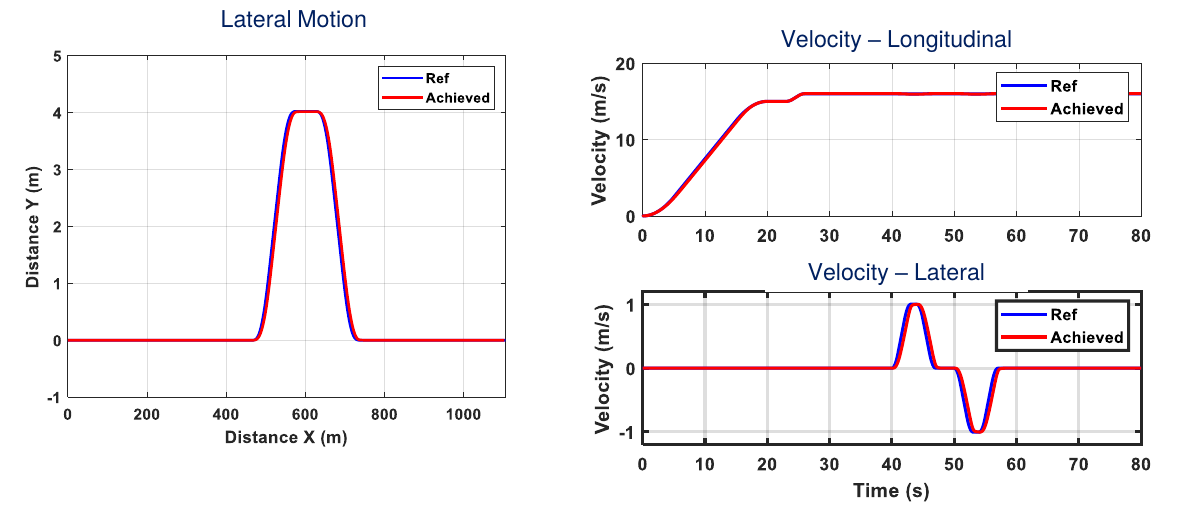 Lateral Motion
5
4
3
2
1
0
-1
Distance Y (m)
Ref
Achieved
0 200 400 600 800 1000
Distance X (m)
Velocity – Longitudinal
20
10
0
Velocity (m/s)
Ref
Achieved
0 10 20 30 40 50 60 70 80
Velocity – Lateral
1
0
-1
Velocity (m/s)
Ref
Achieved
0 10 20 30 40 50 60 70 80
Time (s)